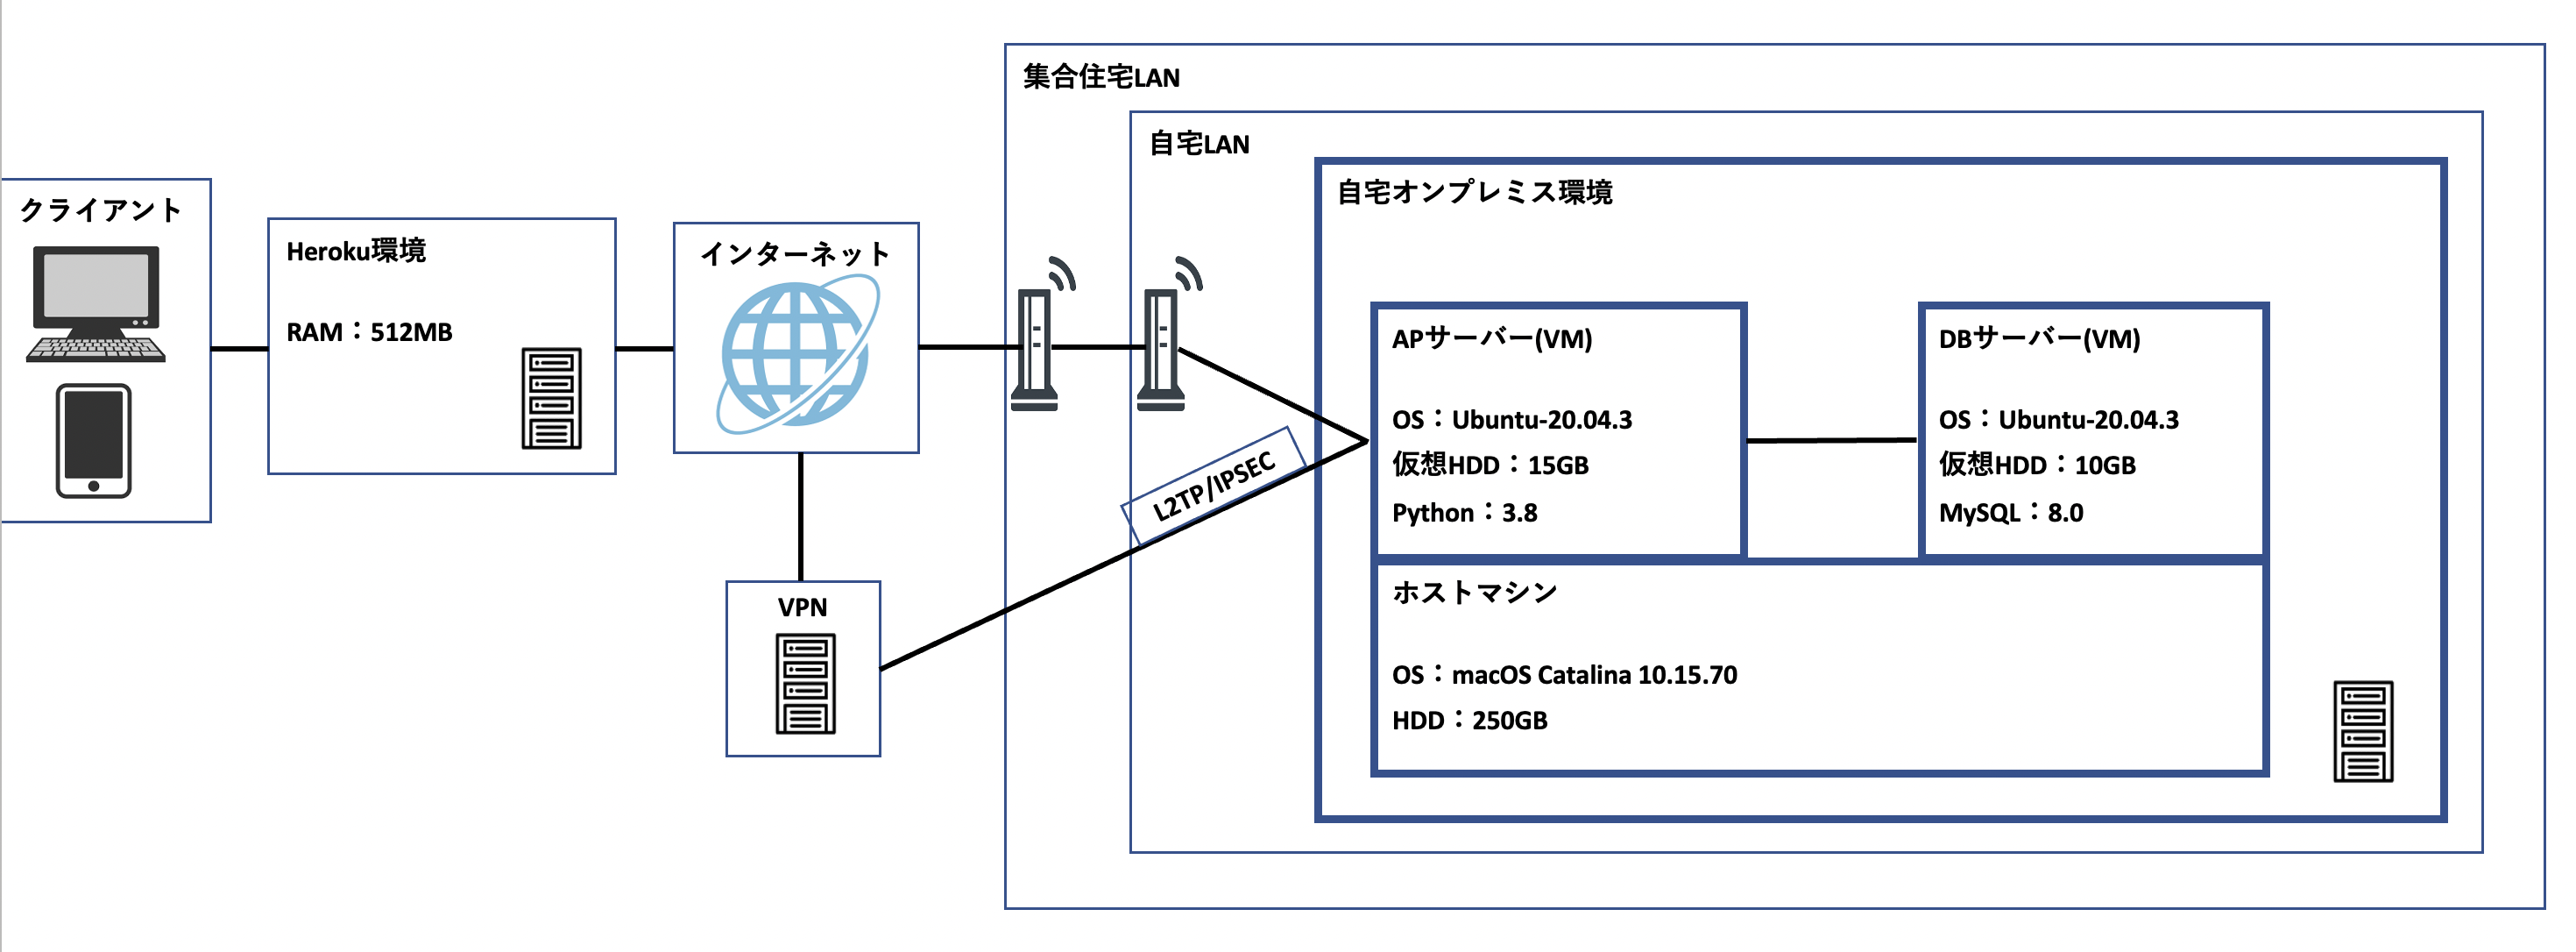 集合住宅LAN
自宅LAN
自宅オンプレミス環境
クライアント
Heroku環境
RAM：512MB
インターネット
VPN
L2TP/IPSEC
APサーバー(VM)
OS：Ubuntu-20.04.3
仮想HDD：15GB
Python：3.8
DBサーバー(VM)
OS：Ubuntu-20.04.3
仮想HDD：10GB
MySQL：8.0
ホストマシン
OS：macOS Catalina 10.15.70
HDD：250GB